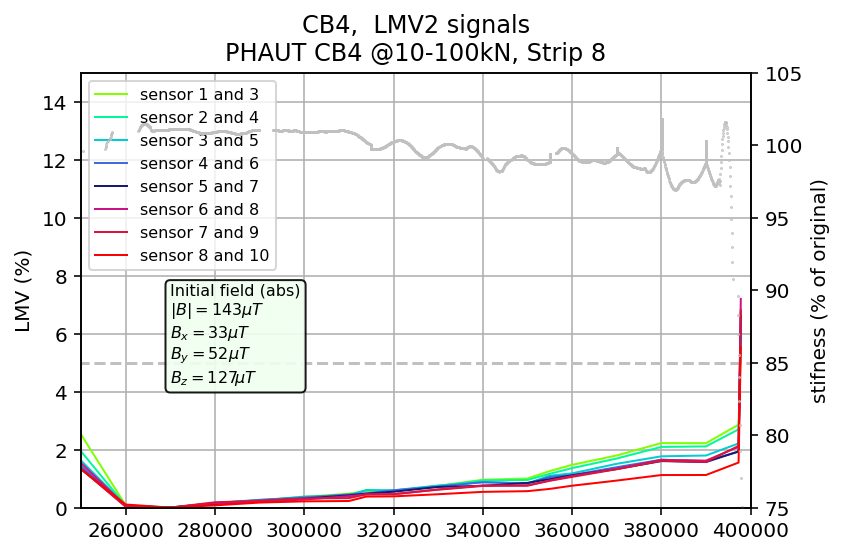 CB4,  LMV2 signals
PHAUT CB4 @10-100kN, Strip 8
LMV (%)
14
12
10
8
6
4
2
0
sensor 1 and 3
sensor 2 and 4
sensor 3 and 5
sensor 4 and 6
sensor 5 and 7
sensor 6 and 8
sensor 7 and 9
sensor 8 and 10
Initial field (abs)
|B| = 143μT
Bx = 33μT
By = 52μT
Bz = 127μT
105
100
95
90
85
80
75
stifness (% of original)
260000 280000 300000 320000 340000 360000 380000 400000